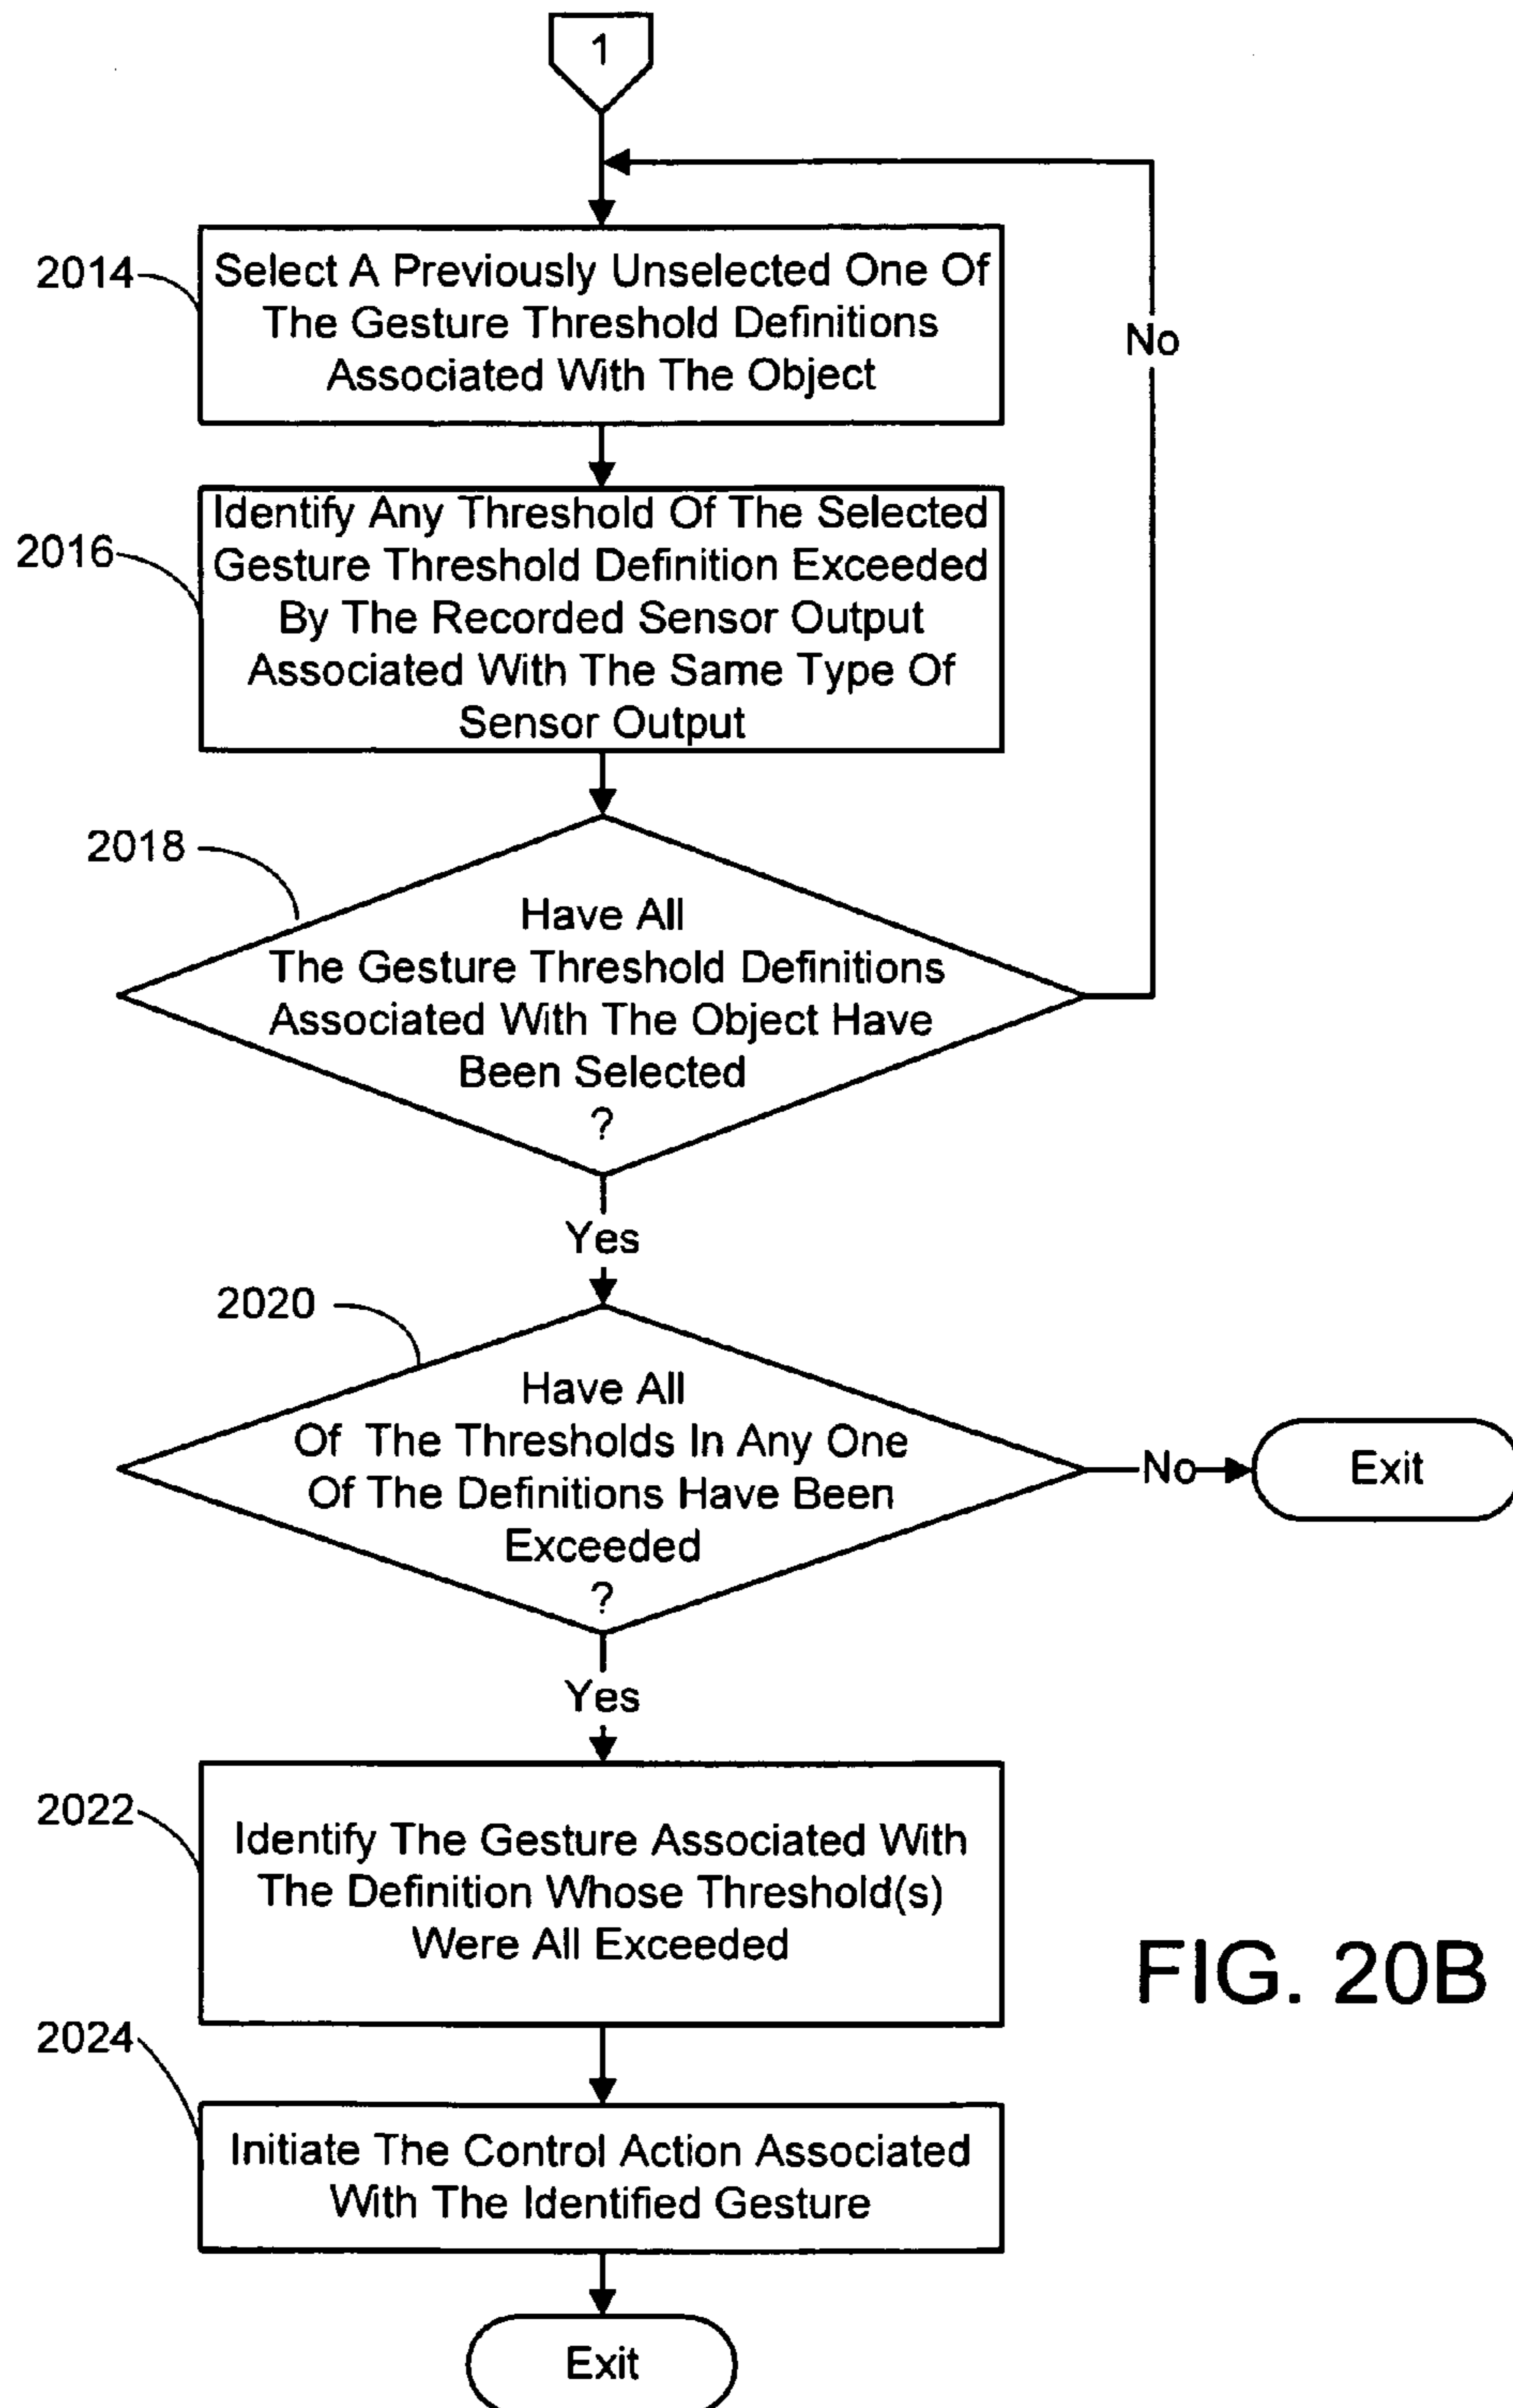 1
2014
Select A Previously Unselected One Of
The Gesture Threshold Definitions
Associated With The Object
No
2016
Identify Any Threshold Of The Selected
Gesture Threshold Definition Exceeded
By The Recorded Sensor Output
Associated With The Same Type Of
Sensor Output
2018
Have All
The Gesture Threshold Definitions
Associated With The Object Have
Been Selected
?
Yes
2020
Have All
Of The Thresholds In Any One
Of The Definitions Have Been
Exceeded
?
No
Exit
Yes
2022
Identify The Gesture Associated With
The Definition Whose Threshold(s)
Were All Exceeded
FIG. 20B
2024
Initiate The Control Action Associated
With The Identified Gesture
Exit